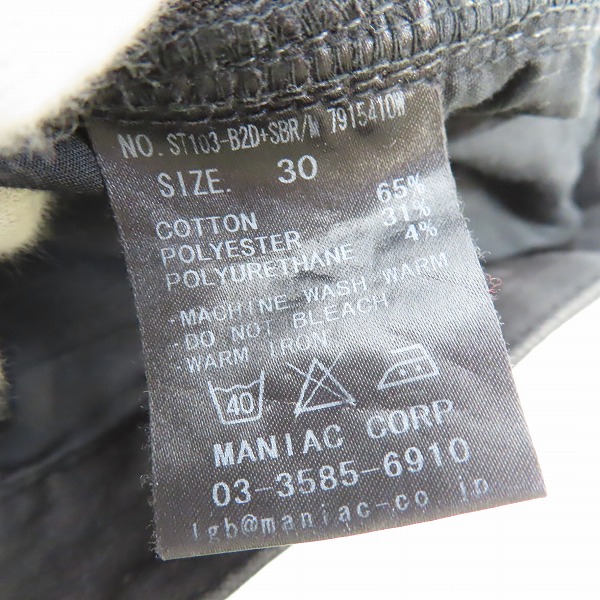 NO. ST103-B2D+SBR/M 7915410W
SIZE. 30
COTTON 65%
POLYESTER 31%
POLYURETHANE 4%
·MACHINE WASH WARM
·DO NOT BLEACH
·WARM IRON
40
MANIAC CORP
03-3585-6910
lgb@maniac-co jp